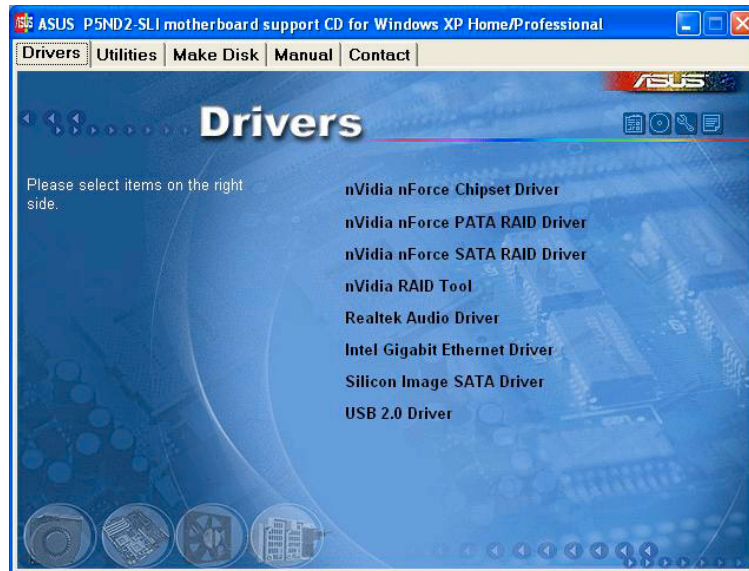 ASUS P5ND2-SLI motherboard support CD for Windows XP Home/Professional
Drivers Utilities Make Disk Manual Contact
ASUS
Drivers
Please select items on the right
side.
nVidia nForce Chipset Driver
nVidia nForce PATA RAID Driver
nVidia nForce SATA RAID Driver
nVidia RAID Tool
Realtek Audio Driver
Intel Gigabit Ethernet Driver
Silicon Image SATA Driver
USB 2.0 Driver